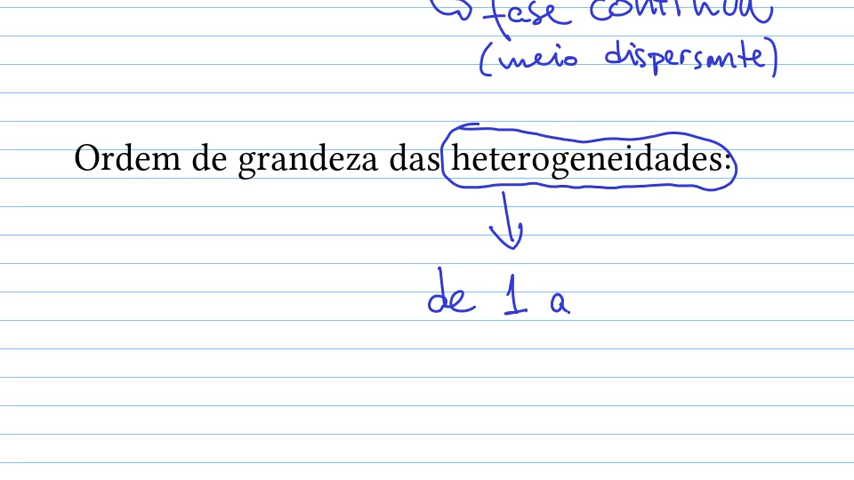 ↳ fase contínua
(meio dispersante)
Ordem de grandeza das heterogeneidades:
de 1 a